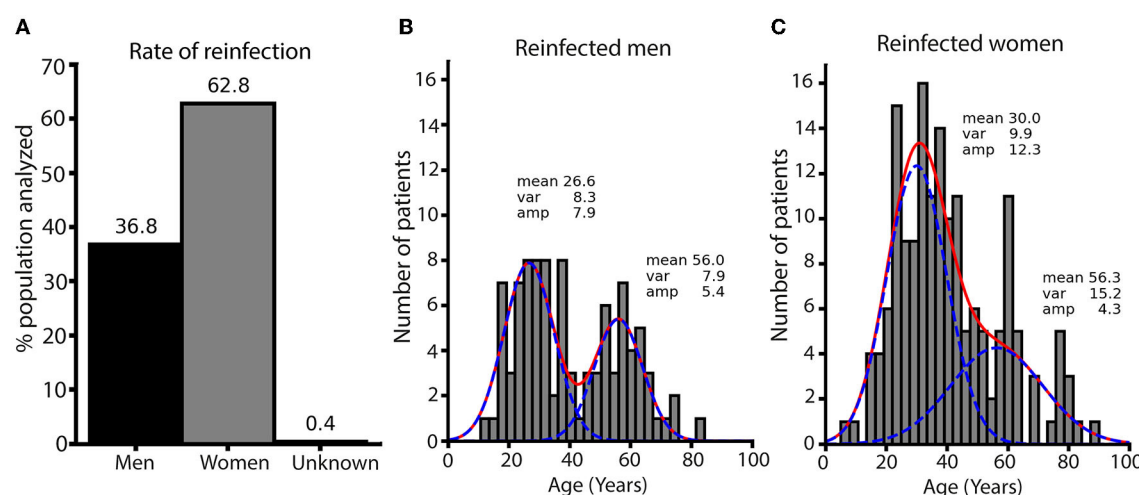 A
Rate of reinfection
% population analyzed
70
60
50
40
30
20
10
0
36.8
62.8
0.4
Men Women Unknown
B
Reinfected men
Number of patients
16
14
12
10
8
6
4
2
0
mean 26.6
var 8.3
amp 7.9
mean 56.0
var 7.9
amp 5.4
0 20 40 60 80 100
Age (Years)
C
Reinfected women
Number of patients
16
14
12
10
8
6
4
2
0
mean 30.0
var 9.9
amp 12.3
mean 56.3
var 15.2
amp 4.3
0 20 40 60 80 100
Age (Years)